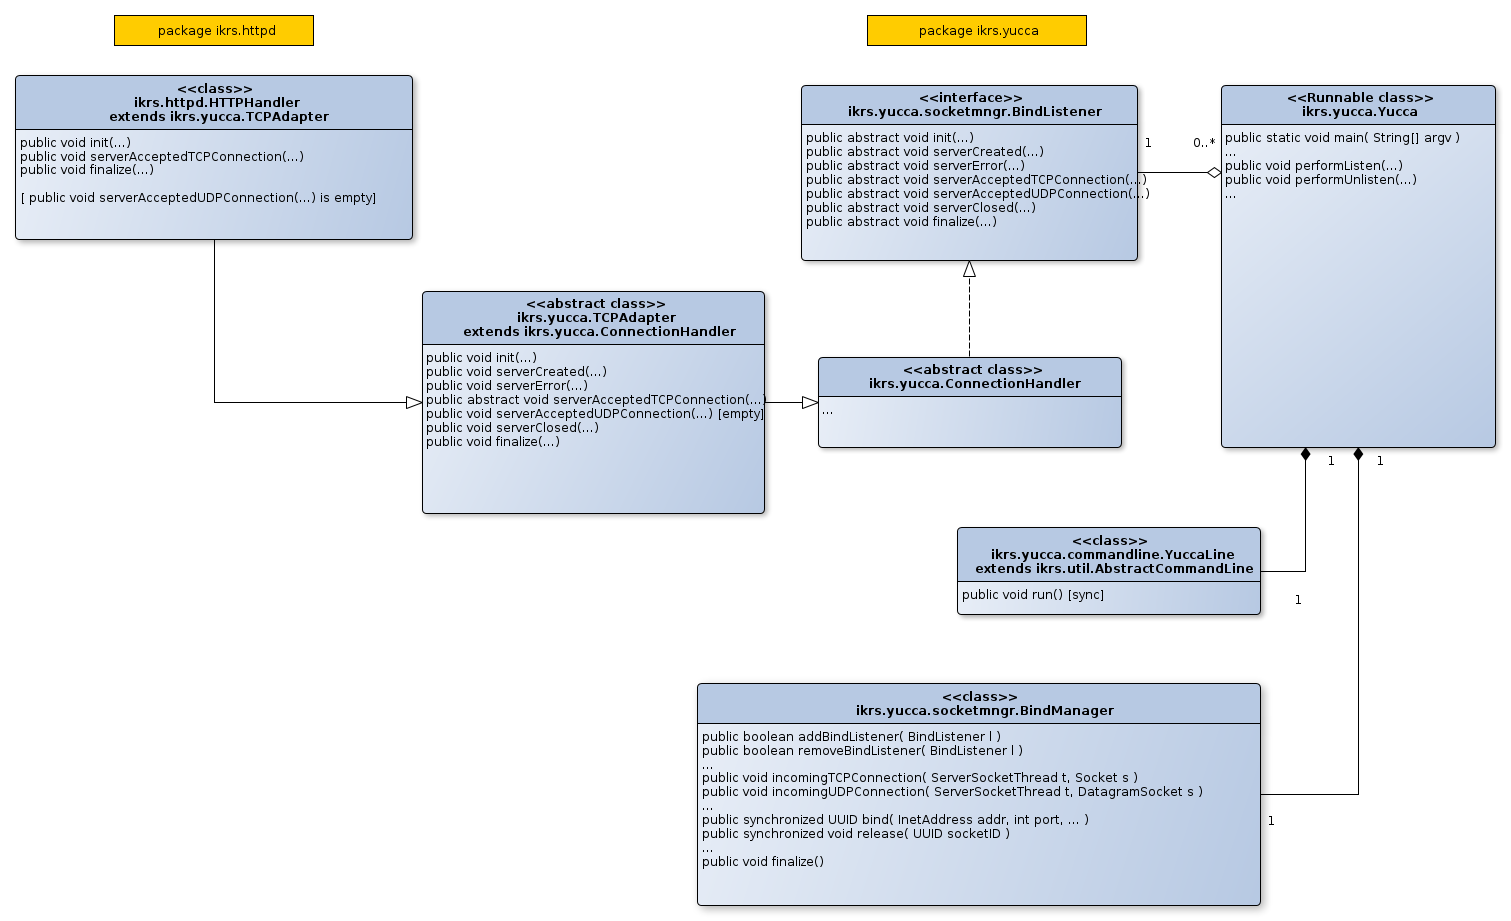 package ikrs.httpd
package ikrs.yucca
<<class>>
ikrs.httpd.HTTPHandler
extends ikrs.yucca.TCPAdapter
public void init(...)
public void serverAcceptedTCPConnection(...)
public void finalize(...)
[ public void serverAcceptedUDPConnection(...) is empty]
<<interface>>
ikrs.yucca.socketmngr.BindListener
public abstract void init(...)
public abstract void serverCreated(...)
public abstract void serverError(...)
public abstract void serverAcceptedTCPConnection(...)
public abstract void serverAcceptedUDPConnection(...)
public abstract void serverClosed(...)
public abstract void finalize(...)
1
0..*
<<Runnable class>>
ikrs.yucca.Yucca
public static void main( String[] argv )
...
public void performListen(...)
public void performUnlisten(...)
...
<<abstract class>>
ikrs.yucca.TCPAdapter
extends ikrs.yucca.ConnectionHandler
public void init(...)
public void serverCreated(...)
public void serverError(...)
public abstract void serverAcceptedTCPConnection(...)
public void serverAcceptedUDPConnection(...) [empty]
public void serverClosed(...)
public void finalize(...)
<<abstract class>>
ikrs.yucca.ConnectionHandler
...
1
1
<<class>>
ikrs.yucca.commandline.YuccaLine
extends ikrs.util.AbstractCommandLine
public void run() [sync]
1
<<class>>
ikrs.yucca.socketmngr.BindManager
public boolean addBindListener( BindListener l )
public boolean removeBindListener( BindListener l )
...
public void incomingTCPConnection( ServerSocketThread t, Socket s )
public void incomingUDPConnection( ServerSocketThread t, DatagramSocket s )
...
public synchronized UUID bind( InetAddress addr, int port, ... )
public synchronized void release( UUID socketID )
...
public void finalize()
1